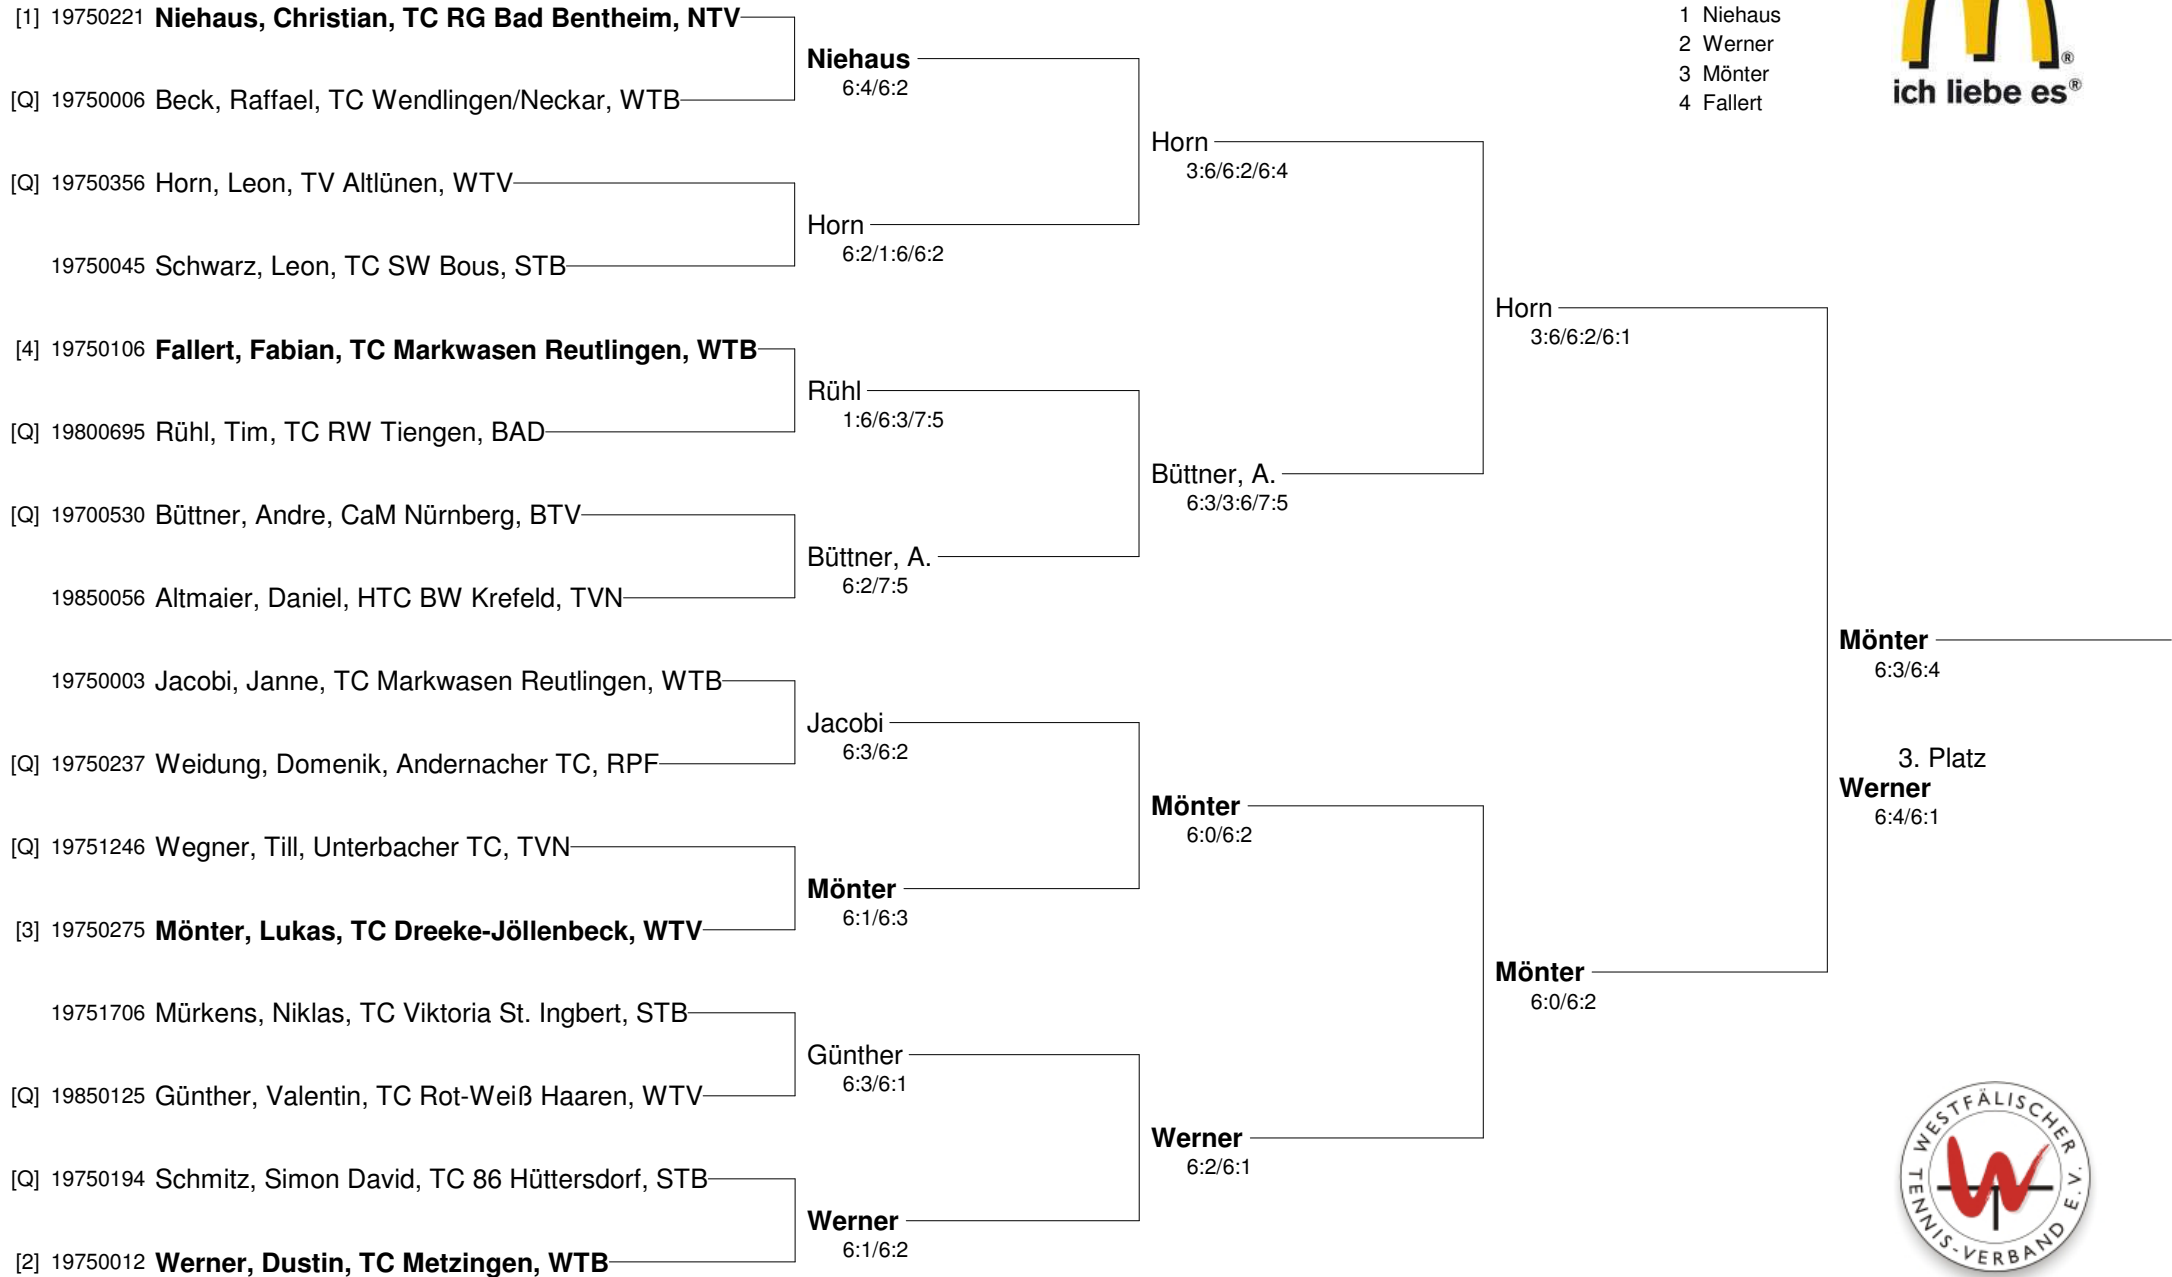 [1] 19750221 Niehaus, Christian, TC RG Bad Bentheim, NTV
[Q] 19750006 Beck, Raffael, TC Wendlingen/Neckar, WTB
[Q] 19750356 Horn, Leon, TV Altlünen, WTV
19750045 Schwarz, Leon, TC SW Bous, STB
[4] 19750106 Fallert, Fabian, TC Markwasen Reutlingen, WTB
[Q] 19800695 Rühl, Tim, TC RW Tiengen, BAD
[Q] 19700530 Büttner, Andre, CaM Nürnberg, BTV
19850056 Altmaier, Daniel, HTC BW Krefeld, TVN
19750003 Jacobi, Janne, TC Markwasen Reutlingen, WTB
[Q] 19750237 Weidung, Domenik, Andernacher TC, RPF
[Q] 19751246 Wegner, Till, Unterbacher TC, TVN
[3] 19750275 Mönter, Lukas, TC Dreeke-Jöllenbeck, WTV
19751706 Mürkens, Niklas, TC Viktoria St. Ingbert, STB
[Q] 19850125 Günther, Valentin, TC Rot-Weiß Haaren, WTV
[Q] 19750194 Schmitz, Simon David, TC 86 Hüttersdorf, STB
[2] 19750012 Werner, Dustin, TC Metzingen, WTB
Niehaus
6:4/6:2
Horn
6:2/1:6/6:2
Rühl
1:6/6:3/7:5
Büttner, A.
6:2/7:5
Jacobi
6:3/6:2
Mönter
6:1/6:3
Günther
6:3/6:1
Werner
6:1/6:2
Horn
3:6/6:2/6:4
Büttner, A.
6:3/3:6/7:5
Mönter
6:0/6:2
Werner
6:2/6:1
Horn
3:6/6:2/6:1
Mönter
6:0/6:2
Mönter
6:3/6:4
3. Platz
Werner
6:4/6:1
1 Niehaus
2 Werner
3 Mönter
4 Fallert
®
ich liebe es®
WESTFÄLISCHER
TENNIS-VERBAND E.V.